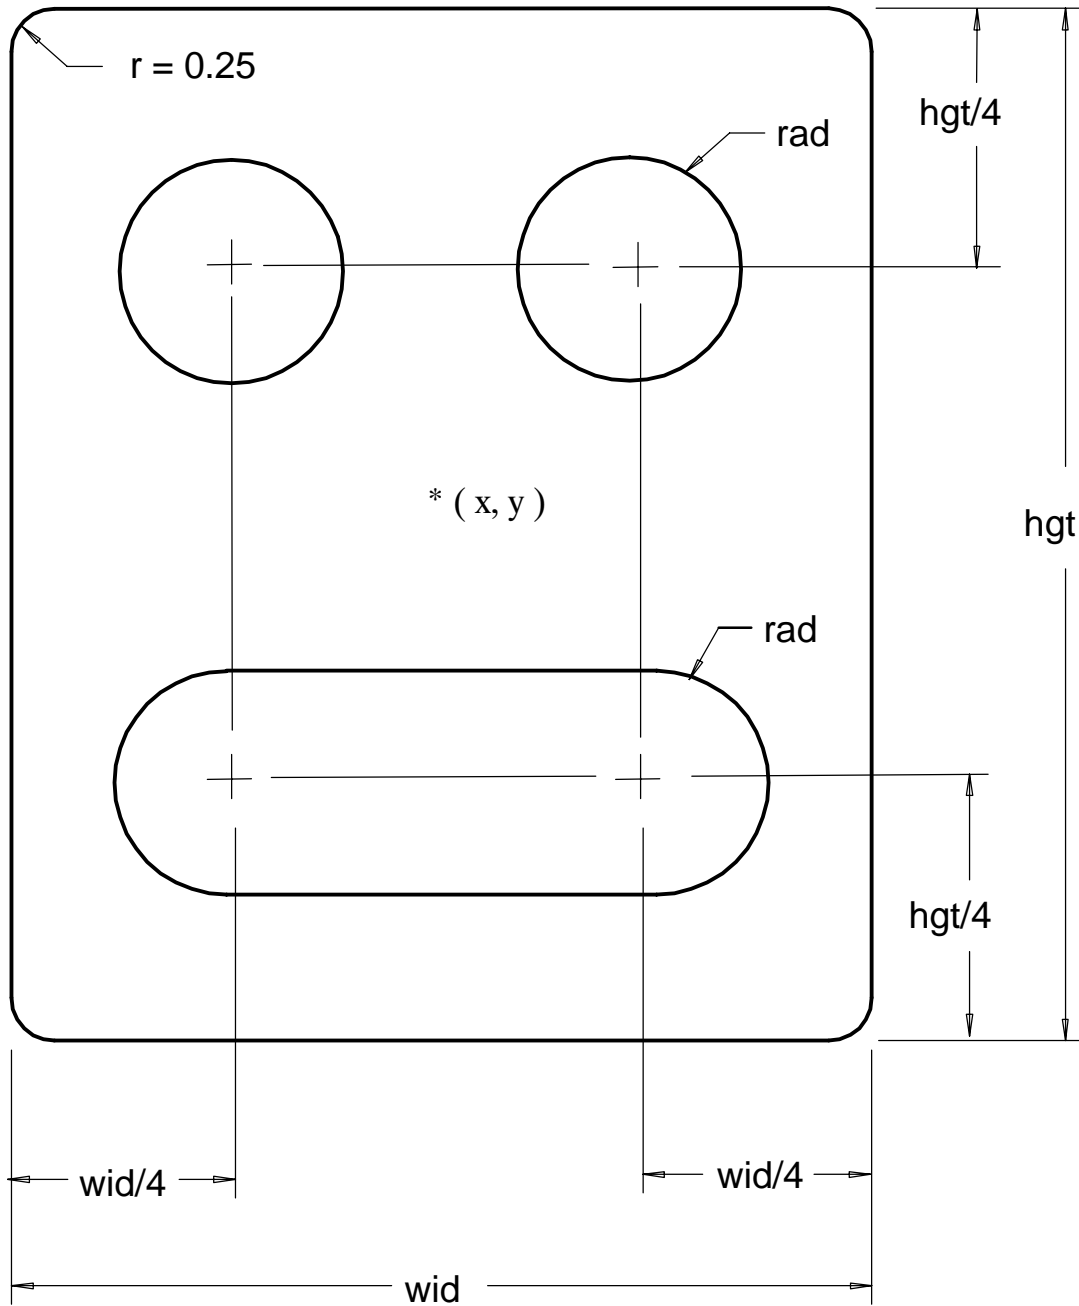 r = 0.25
hgt/4
rad
* ( x, y )
hgt
rad
hgt/4
wid/4
wid/4
wid